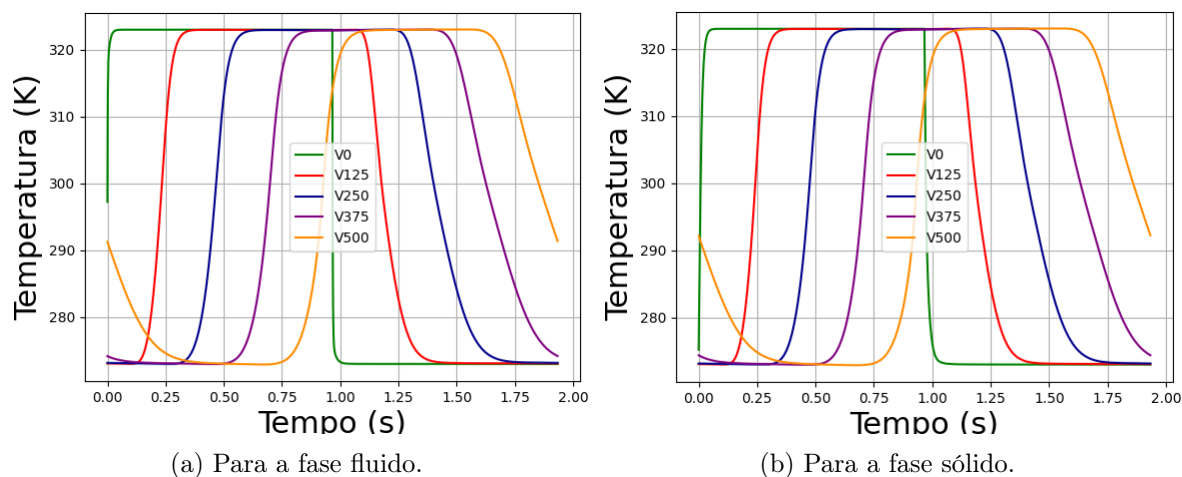 Temperatura (K)
320
310
300
290
280
V0
V125
V250
V375
V500
0.00 0.25 0.50 0.75 1.00 1.25 1.50 1.75 2.00
Tempo (s)
(a) Para a fase fluido.
Temperatura (K)
320
310
300
290
280
V0
V125
V250
V375
V500
0.00 0.25 0.50 0.75 1.00 1.25 1.50 1.75 2.00
Tempo (s)
(b) Para a fase sólido.